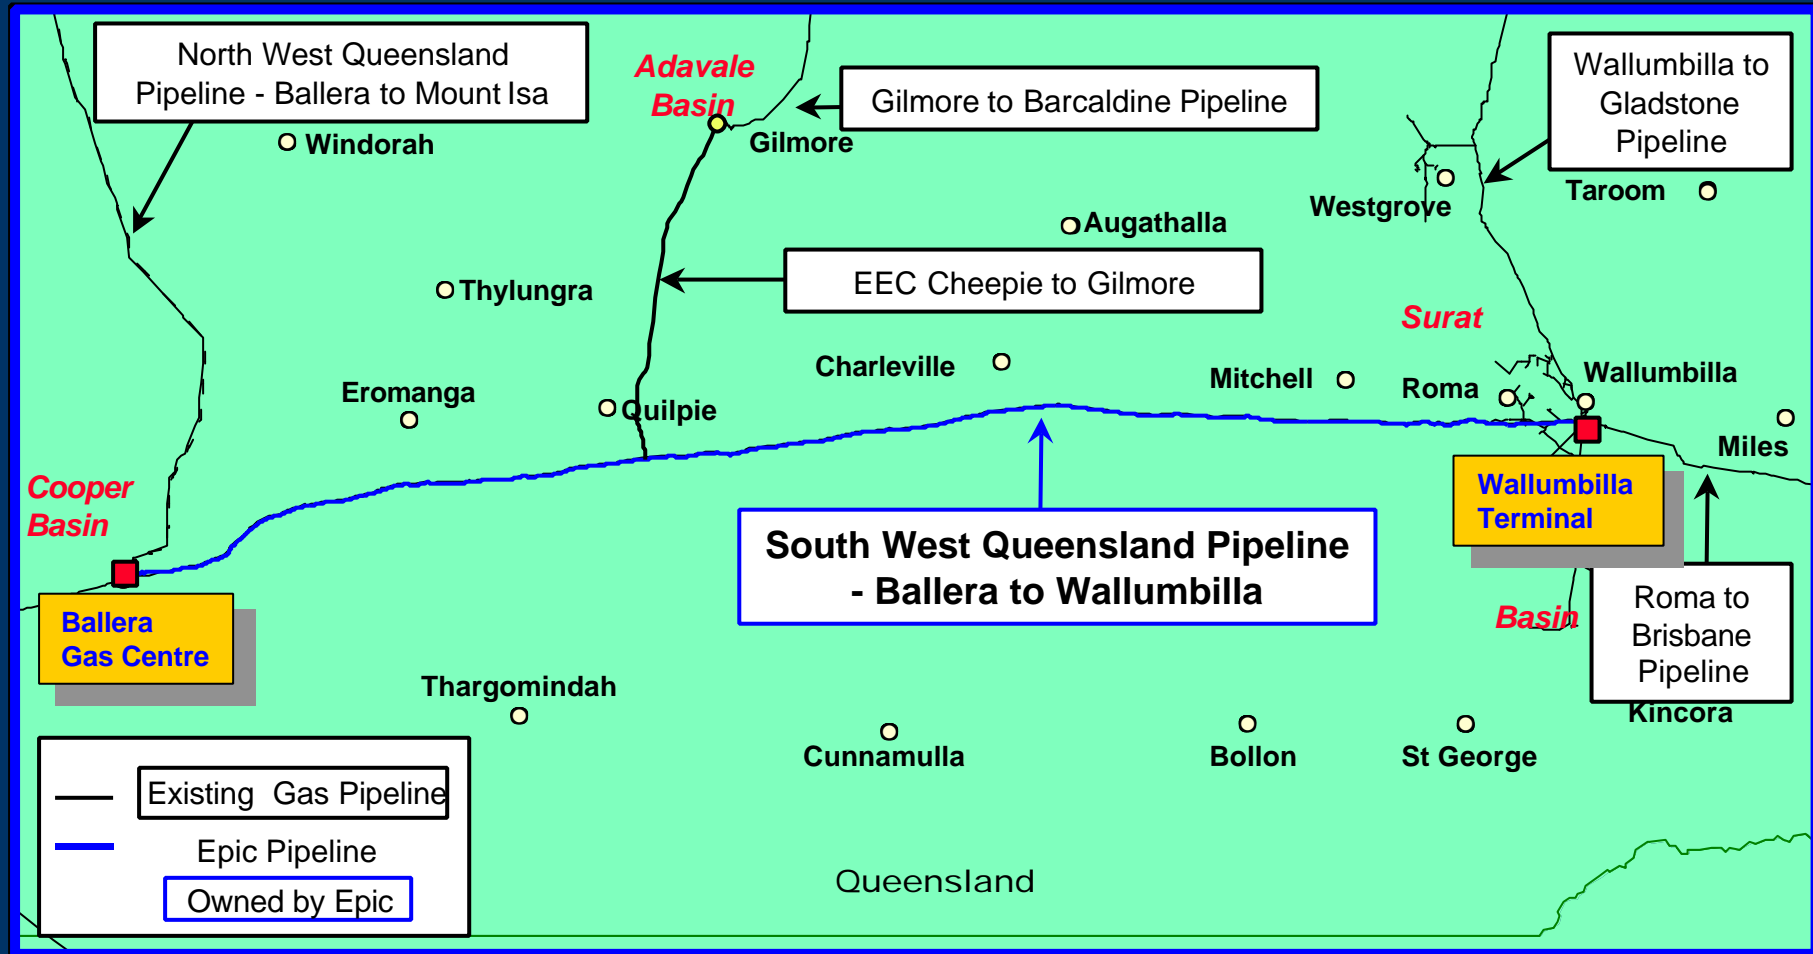 North West Queensland
Pipeline - Ballera to Mount Isa
Adavale
Basin
Gilmore to Barcaldine Pipeline
Wallumbilla to
Gladstone
Pipeline
Windorah
Gilmore
Westgrove
Taroom
Augathalla
EEC Cheepie to Gilmore
Thylungra
Surat
Charleville
Mitchell
Roma
Wallumbilla
Eromanga
Quilpie
Miles
Cooper
Basin
Wallumbilla
Terminal
South West Queensland Pipeline
- Ballera to Wallumbilla
Ballera
Gas Centre
Basin
Roma to
Brisbane
Pipeline
Kincora
Thargomindah
Cunnamulla
Bollon
St George
Existing Gas Pipeline
Epic Pipeline
Owned by Epic
Queensland